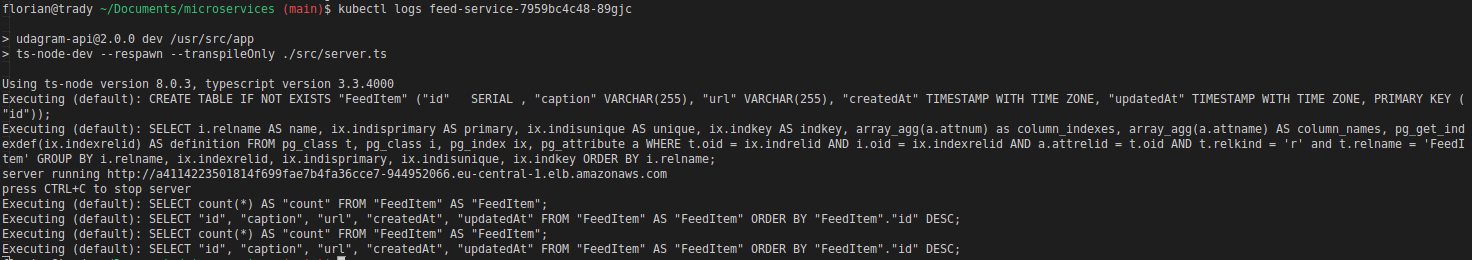 florian@trady ~/Documents/microservices (main)$ kubectl logs feed-service-7959bc4c48-89gjc
> udagram-api@2.0.0 dev /usr/src/app
> ts-node-dev --respawn --transpileOnly ./src/server.ts
Using ts-node version 8.0.3, typescript version 3.3.4000
Executing (default): CREATE TABLE IF NOT EXISTS "FeedItem" ("id"   SERIAL , "caption" VARCHAR(255), "url" VARCHAR(255), "createdAt" TIMESTAMP WITH TIME ZONE, "updatedAt" TIMESTAMP WITH TIME ZONE, PRIMARY KEY (
"id"));
Executing (default): SELECT i.relname AS name, ix.indisprimary AS primary, ix.indisunique AS unique, ix.indkey AS indkey, array_agg(a.attnum) as column_indexes, array_agg(a.attname) AS column_names, pg_get_ind
exdef(ix.indexrelid) AS definition FROM pg_class t, pg_class i, pg_index ix, pg_attribute a WHERE t.oid = ix.indrelid AND i.oid = ix.indexrelid AND a.attrelid = t.oid AND t.relkind = 'r' and t.relname = 'FeedI
tem' GROUP BY i.relname, ix.indexrelid, ix.indisprimary, ix.indisunique, ix.indkey ORDER BY i.relname;
server running http://a4114223501814f699fae7b4fa36cce7-944952066.eu-central-1.elb.amazonaws.com
press CTRL+C to stop server
Executing (default): SELECT count(*) AS "count" FROM "FeedItem" AS "FeedItem";
Executing (default): SELECT "id", "caption", "url", "createdAt", "updatedAt" FROM "FeedItem" AS "FeedItem" ORDER BY "FeedItem"."id" DESC;
Executing (default): SELECT count(*) AS "count" FROM "FeedItem" AS "FeedItem";
Executing (default): SELECT "id", "caption", "url", "createdAt", "updatedAt" FROM "FeedItem" AS "FeedItem" ORDER BY "FeedItem"."id" DESC;